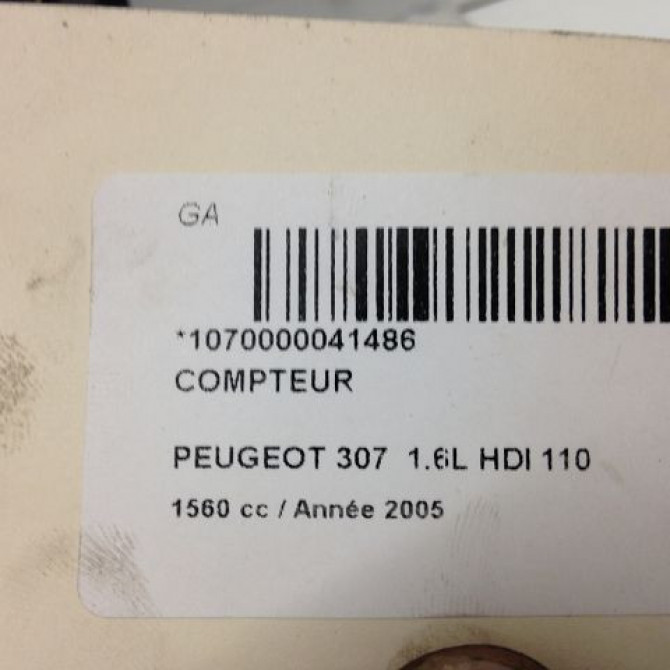 GA
*1070000041486
COMPTEUR
PEUGEOT 307 1.6L HDI 110
1560 cc / Année 2005